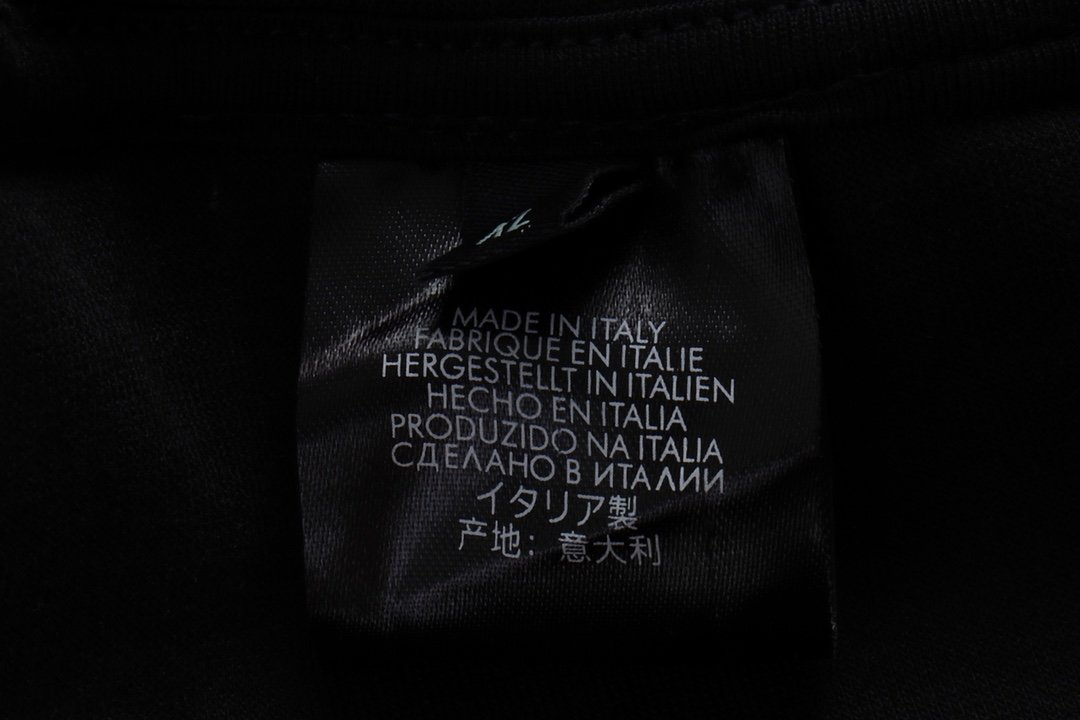 MADE IN ITALY
FABRIQUE EN ITALIE
HERGESTELLT IN ITALIEN
HECHO EN ITALIA
PRODUZIDO NA ITALIA
СДЕЛАНО В ИТАЛИИ
イタリア製
产地：意大利